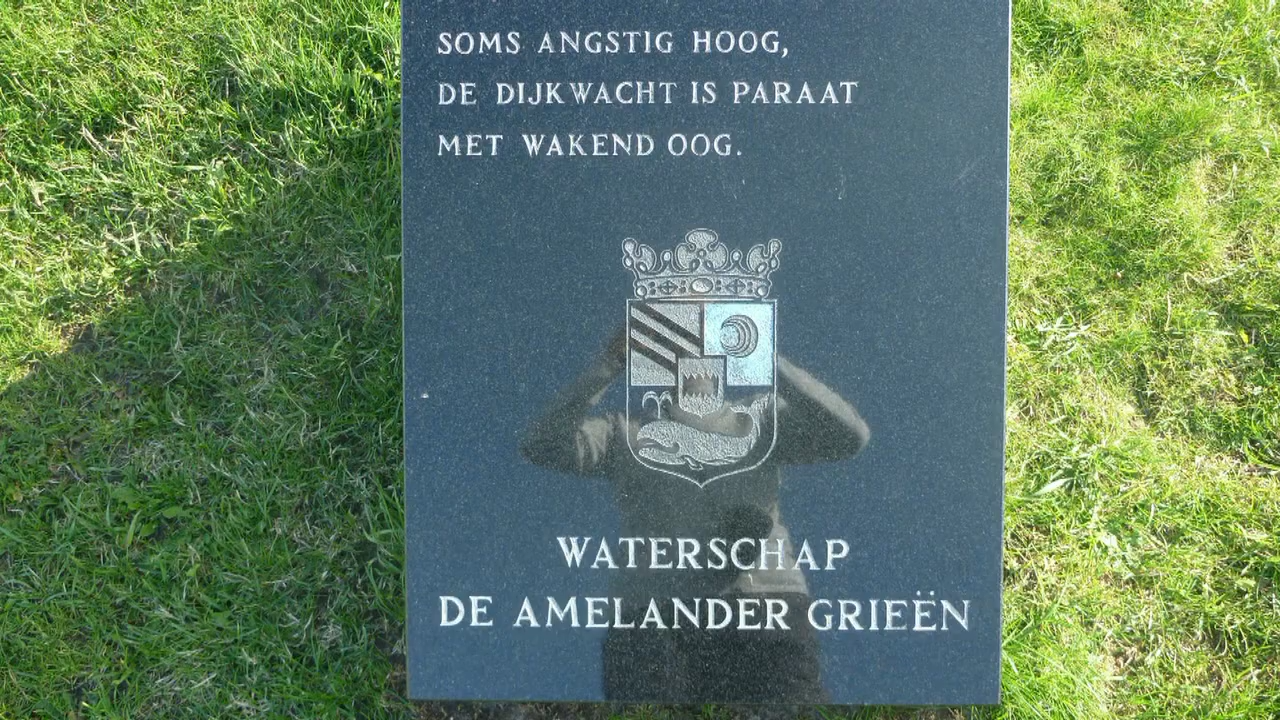 SOMS ANGSTIG HOOG,
DE DIJKWACHT IS PARAAT
MET WAKEND OOG.
WATERSCHAP
DE AMELANDER GRIEËN